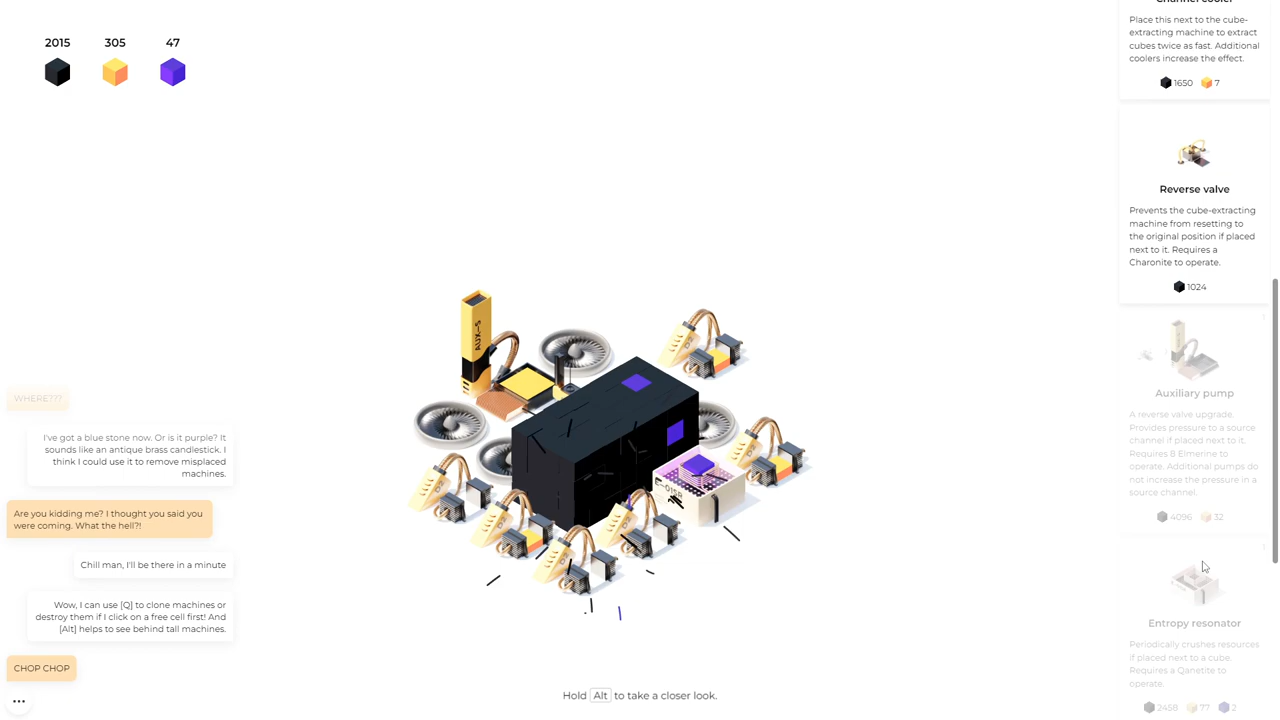 2015
305
47
WHERE???
I've got a blue stone now. Or is it purple? It
sounds like an antique brass candlestick. I
think I could use it to remove misplaced
machines.
Are you kidding me? I thought you said you
were coming. What the hell?!
Chill man, I'll be there in a minute
Wow, I can use [Q] to clone machines or
destroy them if I click on a free cell first! And
[Alt] helps to see behind tall machines.
CHOP CHOP
AUX-5
Hold Alt to take a closer look.
Channel cooler
Place this next to the cube-
extracting machine to extract
cubes twice as fast. Additional
coolers increase the effect.
1650 7
Reverse valve
Prevents the cube-extracting
machine from resetting to
the original position if placed
next to it. Requires a
Charonite to operate.
1024
1
Auxiliary pump
A reverse valve upgrade.
Provides pressure to a source
channel if placed next to it.
Requires 8 Elmerine to
operate. Additional pumps do
not increase the pressure in a
source channel.
4096 32
1
Entropy resonator
Periodically crushes resources
if placed next to a cube.
Requires a Qanetite to
operate.
2458 77 2